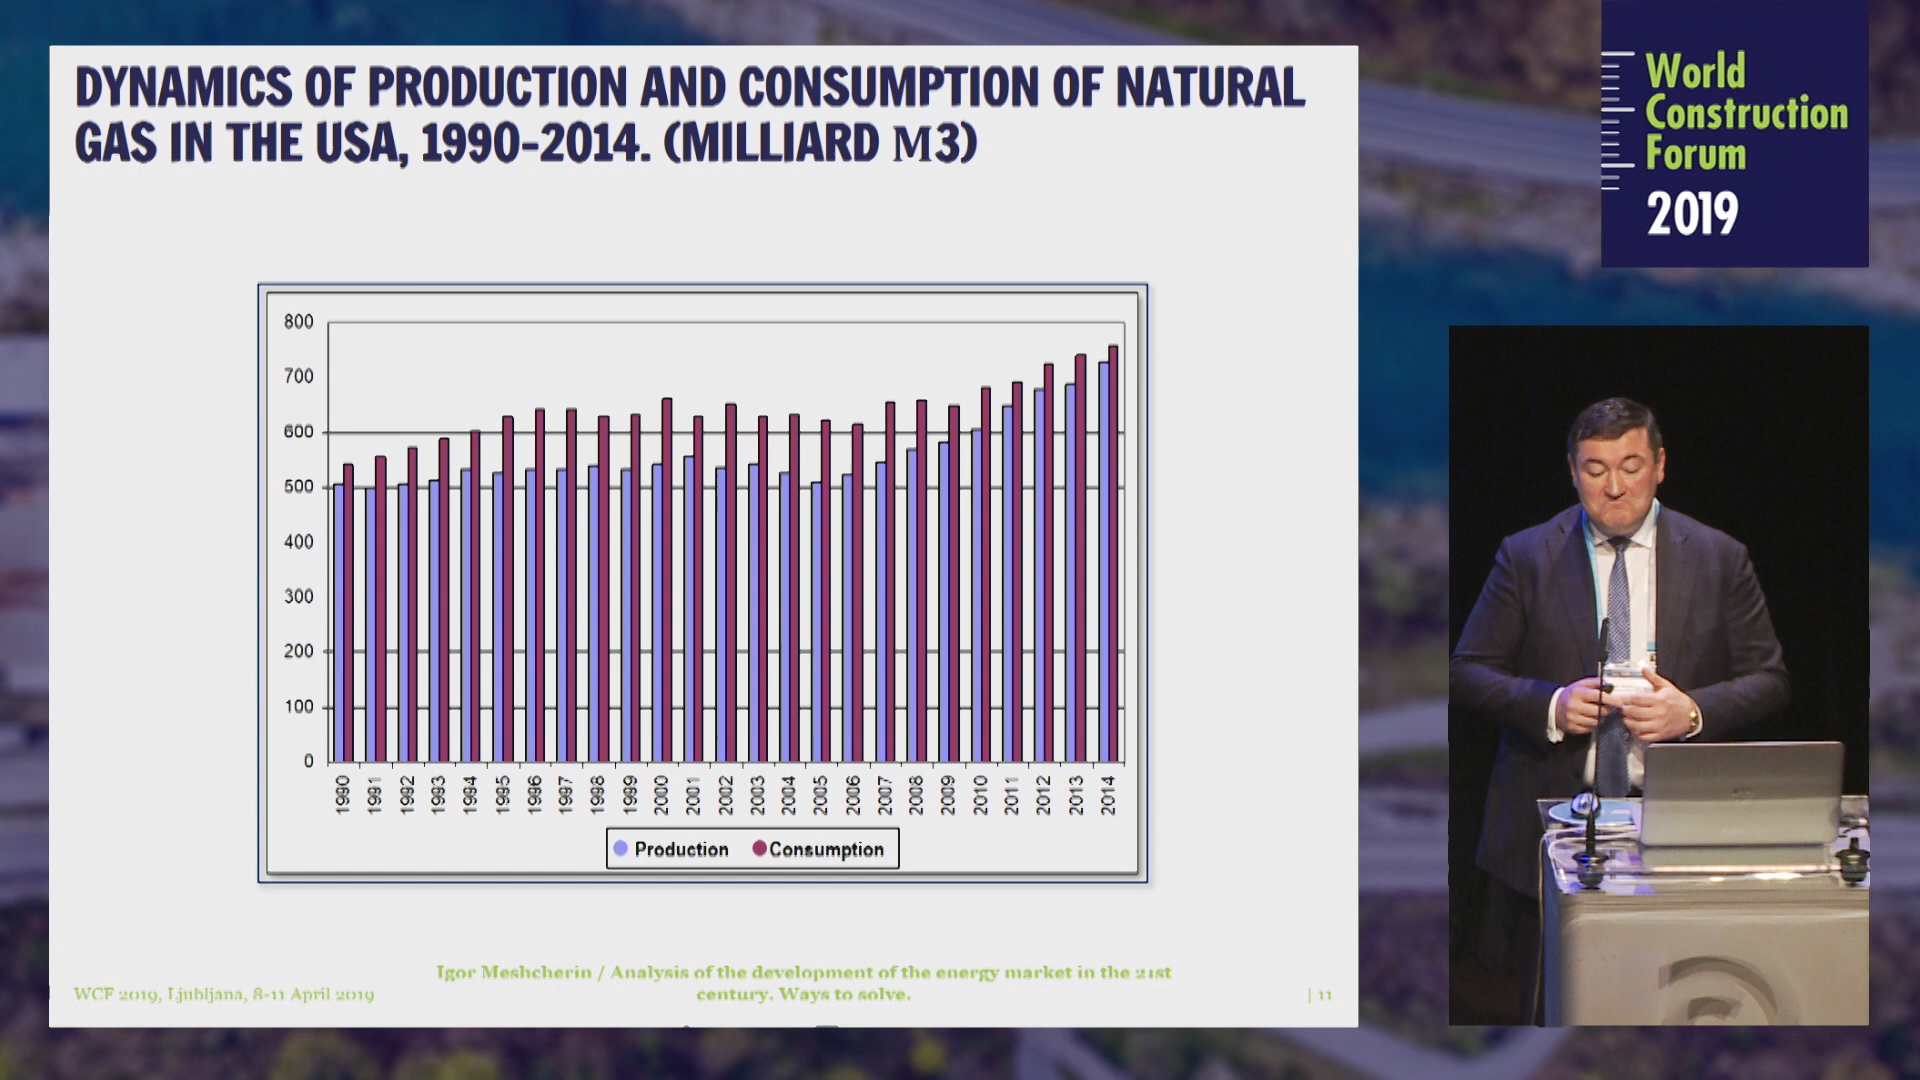 DYNAMICS OF PRODUCTION AND CONSUMPTION OF NATURAL
GAS IN THE USA, 1990-2014. (MILLIARD М3)
World
Construction
Forum
2019
800
700
600
500
400
300
200
100
0
1990 1991 1992 1993 1994 1995 1996 1997 1998 1999 2000 2001 2002 2003 2004 2005 2006 2007 2008 2009 2010 2011 2012 2013 2014
Production Consumption
Igor Meshcherin / Analysis of the development of the energy market in the 21st
century. Ways to solve.
WCF 2019, Ljubljana, 8-11 April 2019
| 11